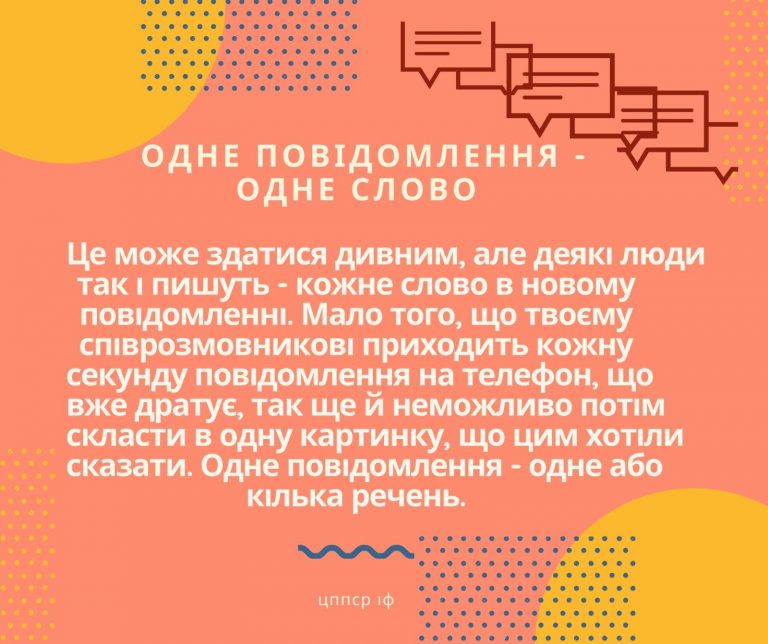 ОДНЕ ПОВІДОМЛЕННЯ -
ОДНЕ СЛОВО
Це може здатися дивним, але деякі люди
так і пишуть - кожне слово в новому
повідомленні. Мало того, що твоєму
співрозмовникові приходить кожну
секунду повідомлення на телефон, що
вже дратує, так ще й неможливо потім
скласти в одну картинку, що цим хотіли
сказати. Одне повідомлення - одне або
кілька речень.
цппср іф